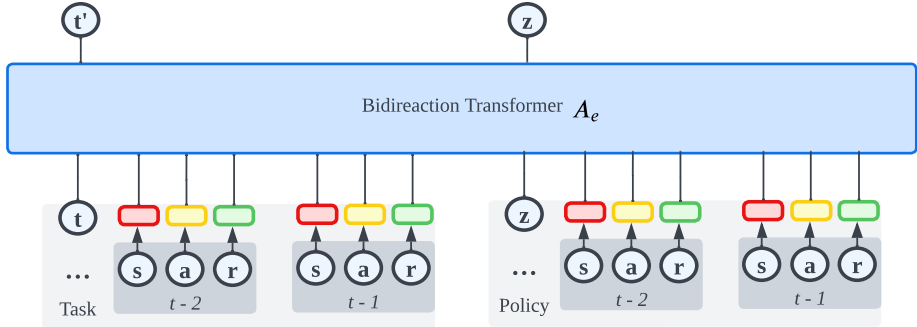 t' z
Bidireaction Transformer A_e
t z
s a r s a r s a r s a r
... ...
t - 2 t - 1 t - 2 t - 1
Task Policy